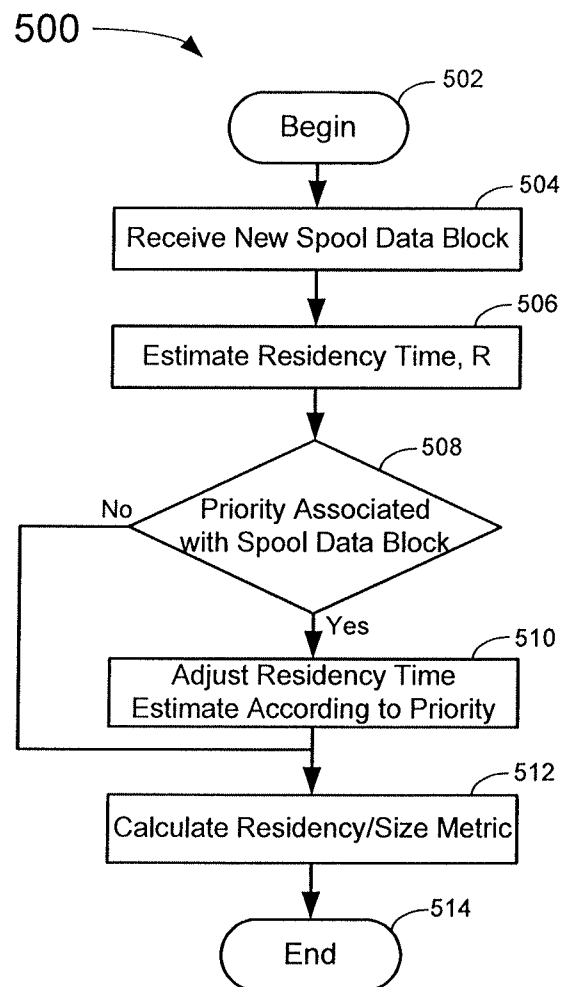 500
502
Begin
504
Receive New Spool Data Block
506
Estimate Residency Time, R
508
Priority Associated
with Spool Data Block
No
Yes
510
Adjust Residency Time
Estimate According to Priority
512
Calculate Residency/Size Metric
514
End